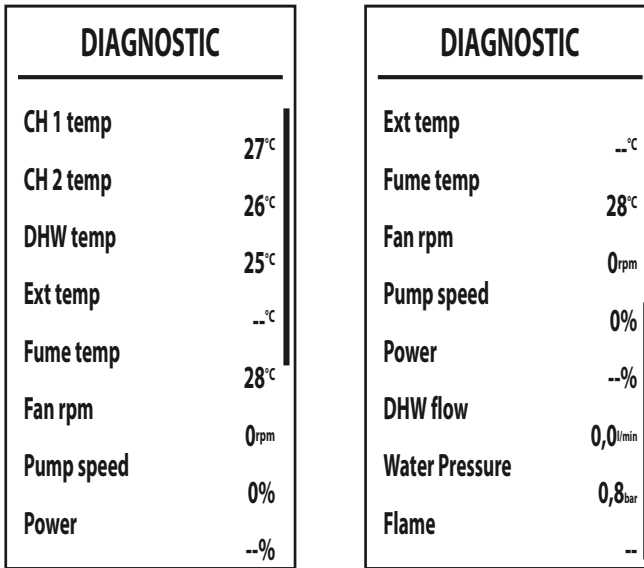 DIAGNOSTIC
CH 1 temp
27°C
CH 2 temp
26°C
DHW temp
25°C
Ext temp
--°C
Fume temp
28°C
Fan rpm
0rpm
Pump speed
0%
Power
--%
DIAGNOSTIC
Ext temp
--°C
Fume temp
28°C
Fan rpm
0rpm
Pump speed
0%
Power
--%
DHW flow
0,0l/min
Water Pressure
0,8bar
Flame
--